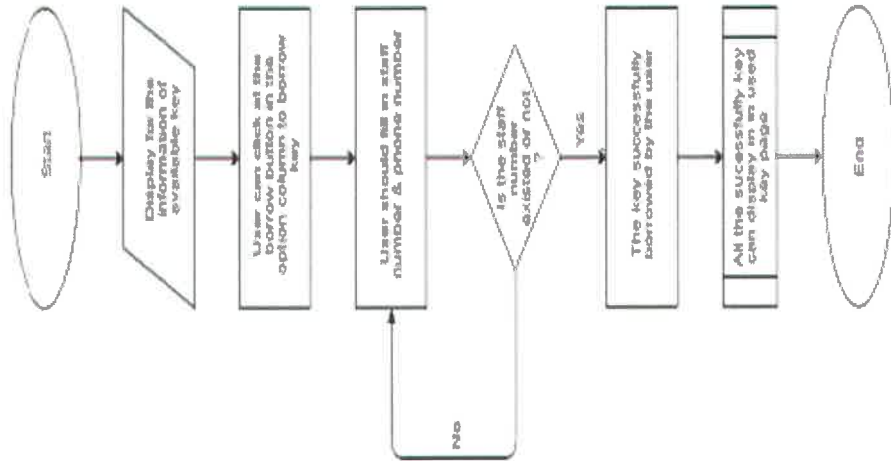 Start
Display for the
information of
available key
User can click at the
borrow button in the
option column to borrow
key
User should fill in staff
number & phone number
Is the staff
number
existed or not
?
No
Yes
The key successfully
borrowed by the user
All the sucessfully key
can display in in used
key page
End